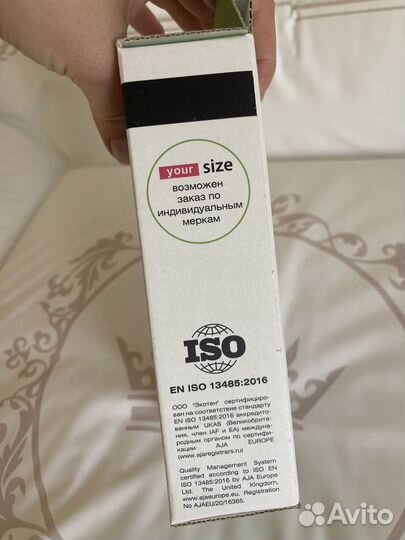 your size
возможен
заказ по
индивидуальным
меркам
ISO
EN ISO 13485:2016
ООО "Экотен" сертифициро-
ван на соответствие стандарту
EN ISO 13485:2016 аккредито-
ванным UKAS (Великобрита-
ния, член IAF и EA) междуна-
родным органом по сертифи-
кации AJA EUROPE
www.ajaregistrars.ru)
Quality Management System
certified according to ISO EN
ISO 13485:2016 by AJA Europe
Ltd. The United Kingdom,
www.ajaeurope.eu, Registration
No AJAEU/20/16365.
Avito